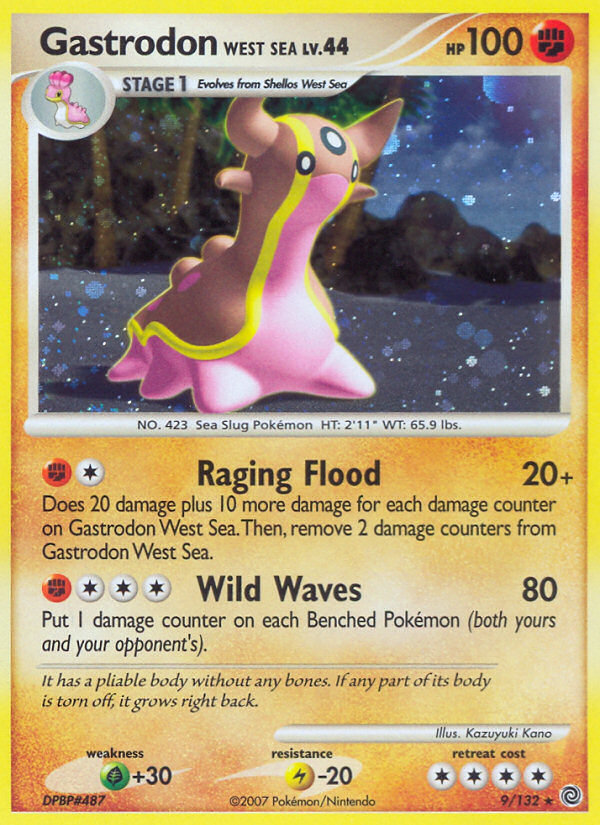 Gastrodon WEST SEA LV.44 HP 100
STAGE 1 Evolves from Shellos West Sea
NO. 423 Sea Slug Pokémon HT: 2'11" WT: 65.9 lbs.
Raging Flood 20+
Does 20 damage plus 10 more damage for each damage counter
on Gastrodon West Sea. Then, remove 2 damage counters from
Gastrodon West Sea.
Wild Waves 80
Put 1 damage counter on each Benched Pokémon (both yours
and your opponent's).
It has a pliable body without any bones. If any part of its body
is torn off, it grows right back.
Illus. Kazuyuki Kano
weakness resistance retreat cost
+30 -20
DPBP#487 ©2007 Pokémon/Nintendo 9/132 ★